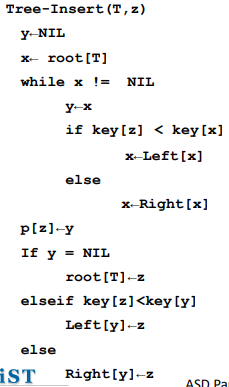 Tree-Insert(T,z)
y←NIL
x← root[T]
while x != NIL
y←x
if key[z] < key[x]
x←Left[x]
else
x←Right[x]
p[z]←y
If y = NIL
root[T]←z
elseif key[z]<key[y]
Left[y]←z
else
Right[y]←z
iST ASD Pa